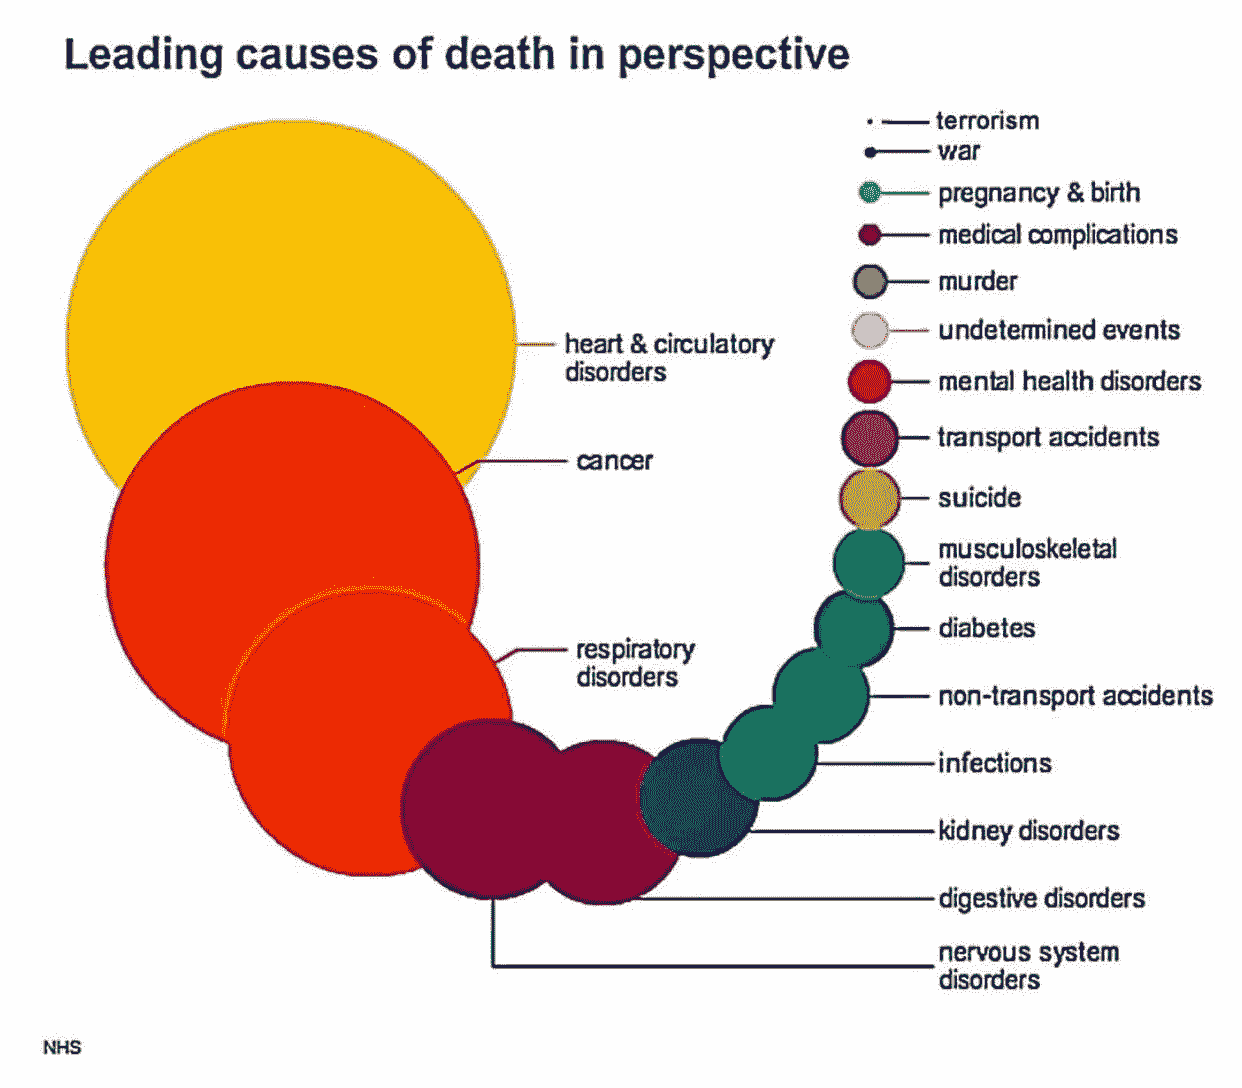 Leading causes of death in perspective
terrorism
war
pregnancy & birth
medical complications
murder
undetermined events
heart & circulatory
disorders
mental health disorders
transport accidents
cancer
suicide
musculoskeletal
disorders
diabetes
respiratory
disorders
non-transport accidents
infections
kidney disorders
digestive disorders
nervous system
disorders
NHS